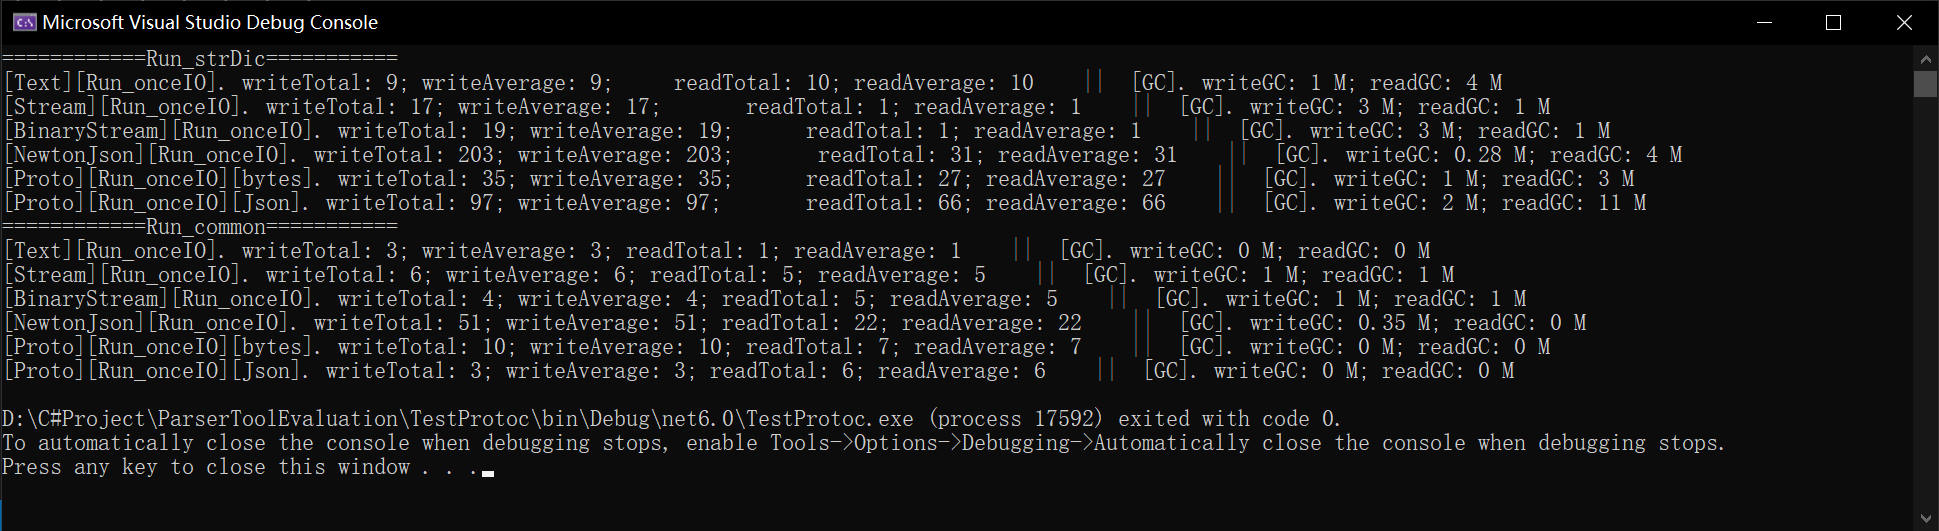 Microsoft Visual Studio Debug Console
============Run_strDic===========
[Text][Run_onceIO]. writeTotal: 9; writeAverage: 9;     readTotal: 10; readAverage: 10    ||  [GC]. writeGC: 1 M; readGC: 4 M
[Stream][Run_onceIO]. writeTotal: 17; writeAverage: 17;       readTotal: 1; readAverage: 1    ||  [GC]. writeGC: 3 M; readGC: 1 M
[BinaryStream][Run_onceIO]. writeTotal: 19; writeAverage: 19;      readTotal: 1; readAverage: 1    ||  [GC]. writeGC: 3 M; readGC: 1 M
[NewtonJson][Run_onceIO]. writeTotal: 203; writeAverage: 203;       readTotal: 31; readAverage: 31    ||  [GC]. writeGC: 0.28 M; readGC: 4 M
[Proto][Run_onceIO][bytes]. writeTotal: 35; writeAverage: 35;      readTotal: 27; readAverage: 27    ||  [GC]. writeGC: 1 M; readGC: 3 M
[Proto][Run_onceIO][Json]. writeTotal: 97; writeAverage: 97;       readTotal: 66; readAverage: 66    ||  [GC]. writeGC: 2 M; readGC: 11 M
============Run_common===========
[Text][Run_onceIO]. writeTotal: 3; writeAverage: 3; readTotal: 1; readAverage: 1    ||  [GC]. writeGC: 0 M; readGC: 0 M
[Stream][Run_onceIO]. writeTotal: 6; writeAverage: 6; readTotal: 5; readAverage: 5    ||  [GC]. writeGC: 1 M; readGC: 1 M
[BinaryStream][Run_onceIO]. writeTotal: 4; writeAverage: 4; readTotal: 5; readAverage: 5    ||  [GC]. writeGC: 1 M; readGC: 1 M
[NewtonJson][Run_onceIO]. writeTotal: 51; writeAverage: 51; readTotal: 22; readAverage: 22    ||  [GC]. writeGC: 0.35 M; readGC: 0 M
[Proto][Run_onceIO][bytes]. writeTotal: 10; writeAverage: 10; readTotal: 7; readAverage: 7    ||  [GC]. writeGC: 0 M; readGC: 0 M
[Proto][Run_onceIO][Json]. writeTotal: 3; writeAverage: 3; readTotal: 6; readAverage: 6    ||  [GC]. writeGC: 0 M; readGC: 0 M
D:\C#Project\ParserToolEvaluation\TestProtoc\bin\Debug\net6.0\TestProtoc.exe (process 17592) exited with code 0.
To automatically close the console when debugging stops, enable Tools->Options->Debugging->Automatically close the console when debugging stops.
Press any key to close this window . . .